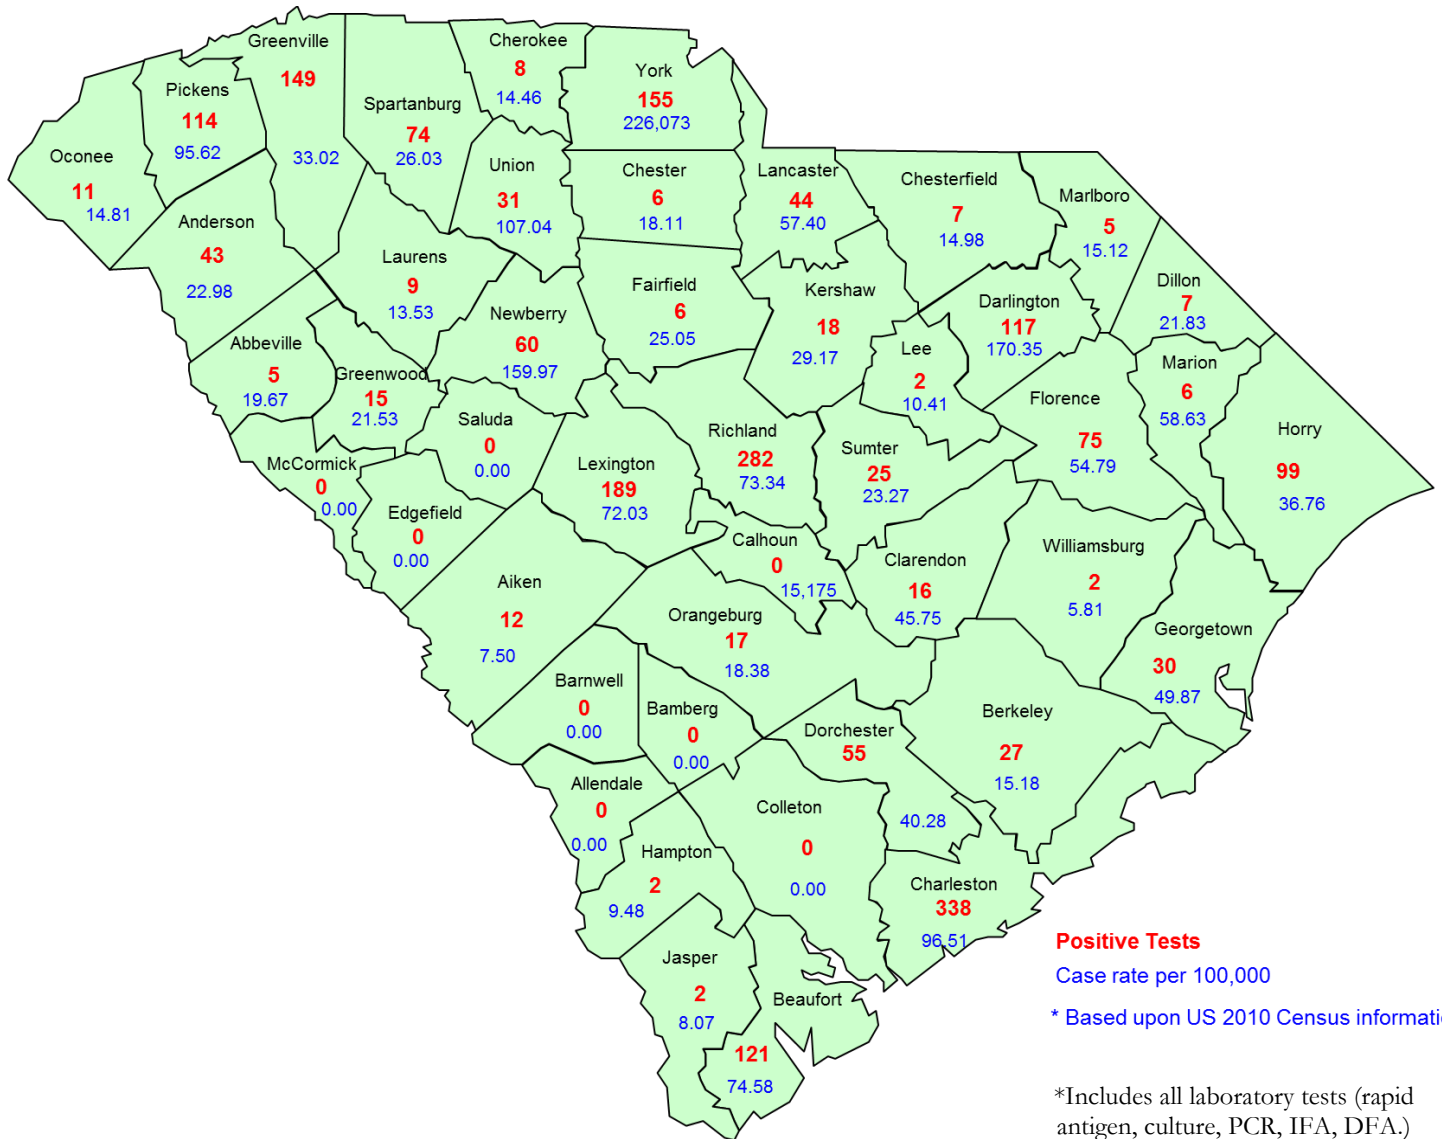 Greenville
149
33.02
Cherokee
8
14.46
York
155
226,073
Pickens
114
95.62
Spartanburg
74
26.03
Oconee
11
14.81
Union
31
107.04
Chester
6
18.11
Lancaster
44
57.40
Chesterfield
7
14.98
Marlboro
5
15.12
Anderson
43
22.98
Laurens
9
13.53
Fairfield
6
25.05
Kershaw
18
29.17
Darlington
117
170.35
Dillon
7
21.83
Newberry
60
159.97
Abbeville
5
19.67
Greenwood
15
21.53
Lee
2
10.41
Marion
6
58.63
Florence
75
54.79
Horry
99
36.76
Saluda
0
0.00
Richland
282
73.34
Sumter
25
23.27
McCormick
0
0.00
Lexington
189
72.03
Edgefield
0
0.00
Calhoun
0
15,175
Clarendon
16
45.75
Williamsburg
2
5.81
Aiken
12
7.50
Orangeburg
17
18.38
Georgetown
30
49.87
Barnwell
0
0.00
Bamberg
0
0.00
Dorchester
55
40.28
Berkeley
27
15.18
Allendale
0
0.00
Colleton
0
0.00
Hampton
2
9.48
Charleston
338
96.51
Jasper
2
8.07
Beaufort
121
74.58
Positive Tests
Case rate per 100,000
* Based upon US 2010 Census informati
*Includes all laboratory tests (rapid
antigen, culture, PCR, IFA, DFA.)